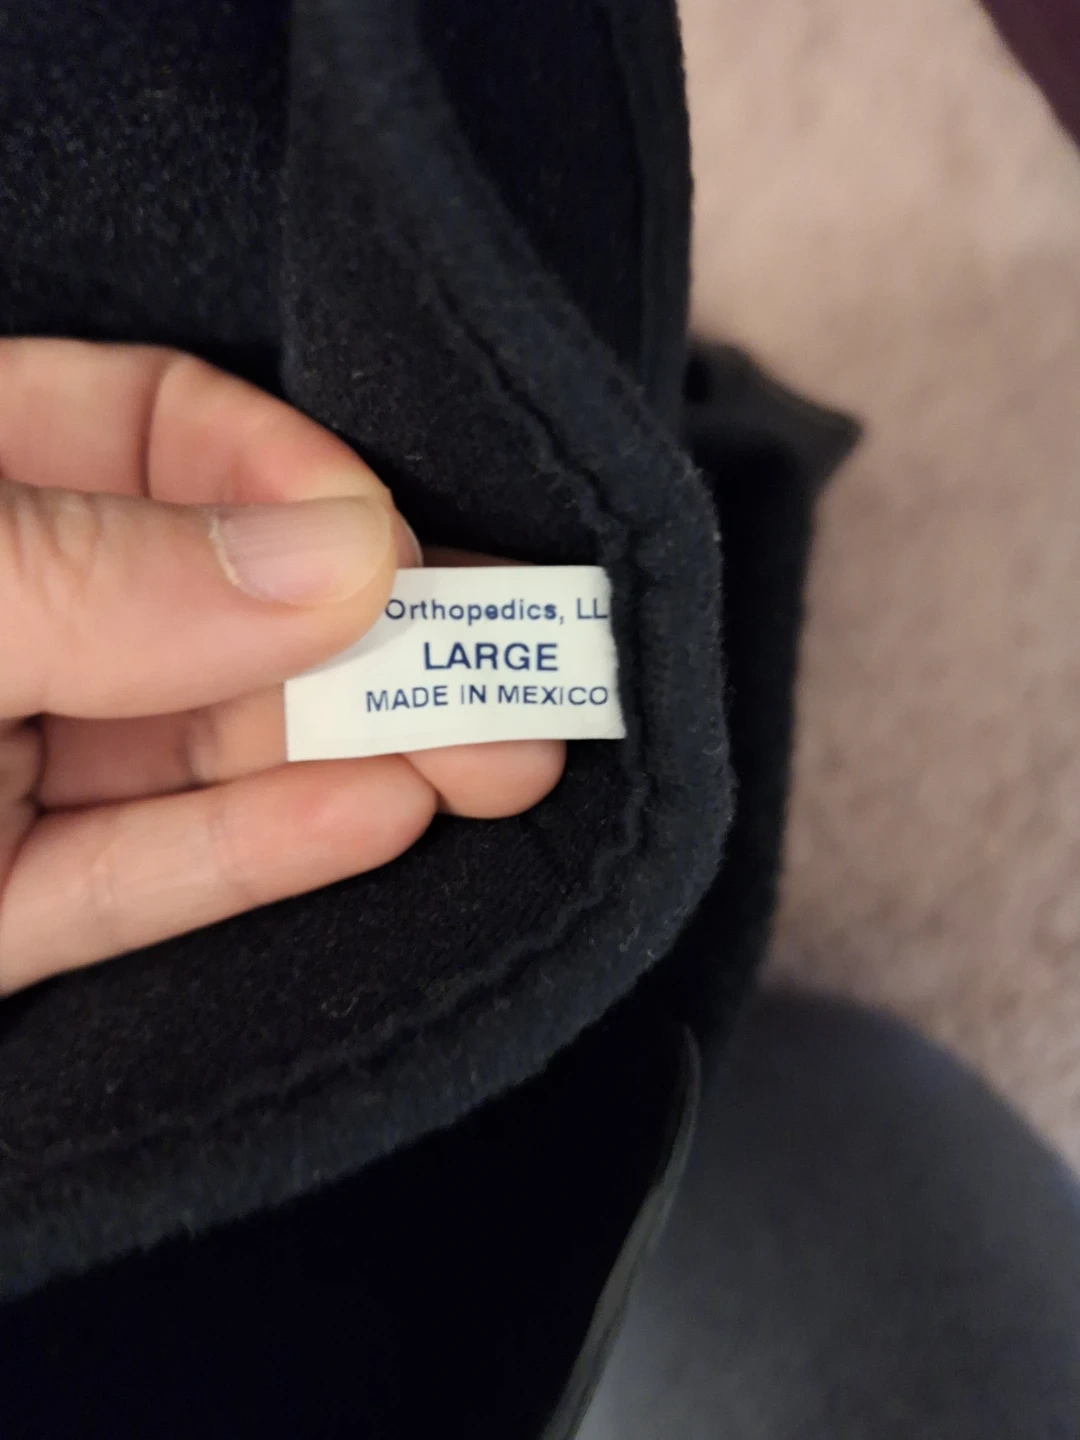 Orthopedics, LL
LARGE
MADE IN MEXICO